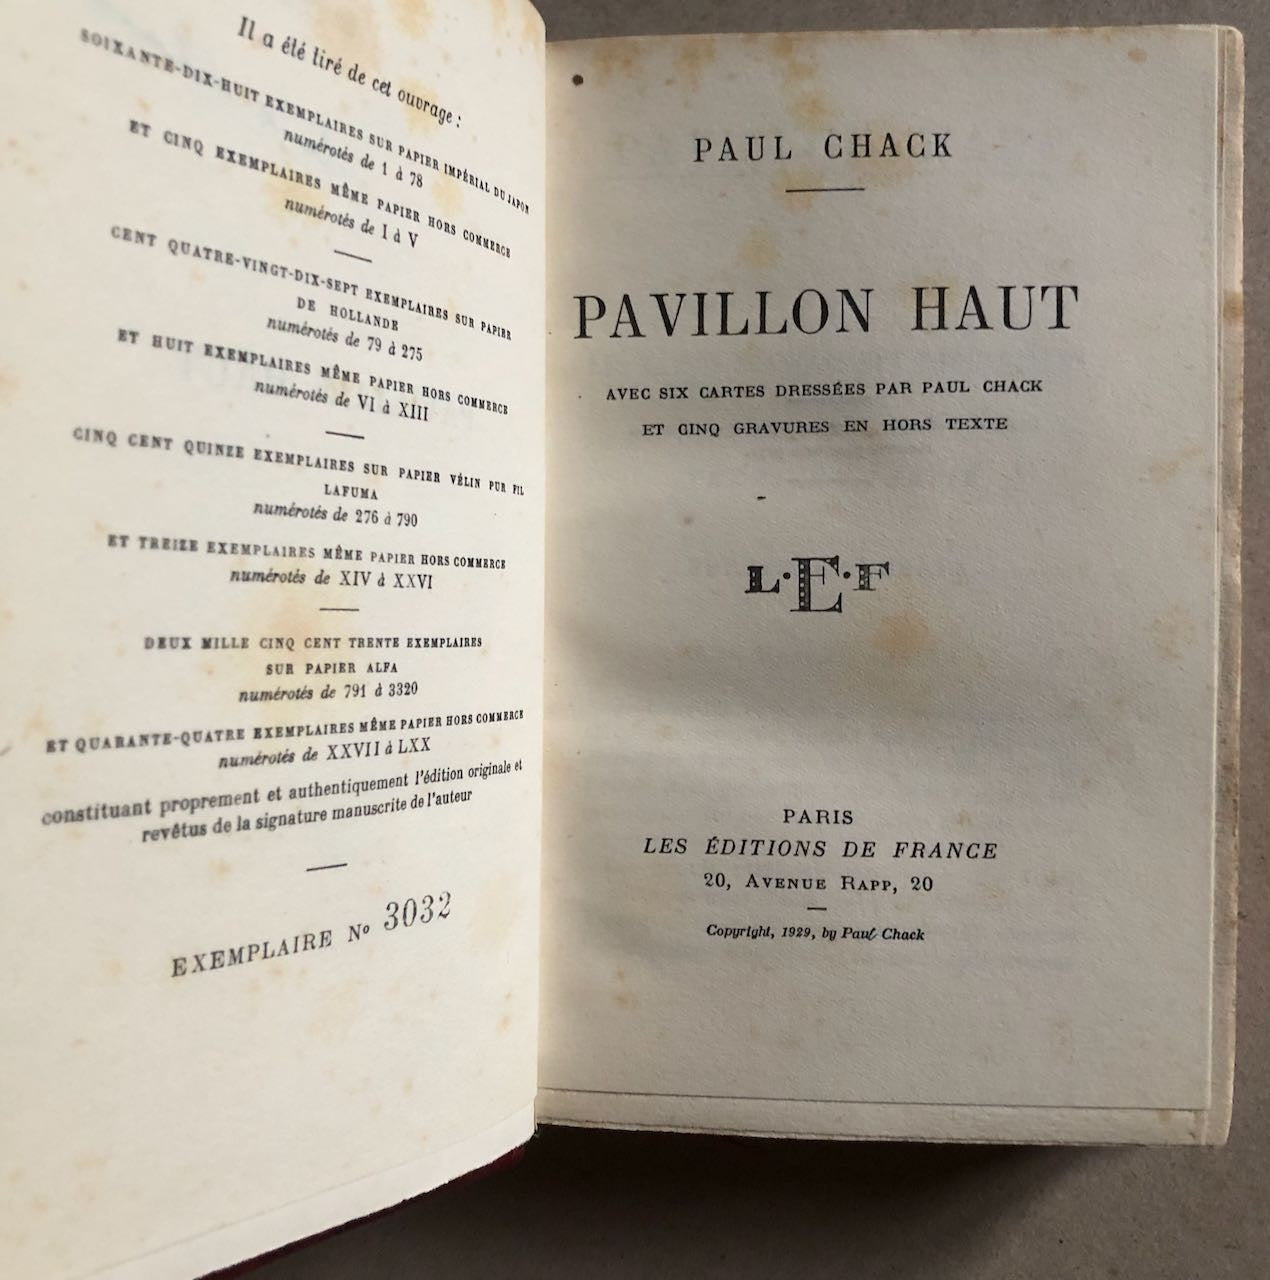 Il a été tiré de cet ouvrage :
SOIXANTE-DIX-HUIT EXEMPLAIRES SUR PAPIER IMPÉRIAL DU JAPON
numérotés de 1 à 78
ET CINQ EXEMPLAIRES MÊME PAPIER HORS COMMERCE
numérotés de I à V
CENT QUATRE-VINGT-DIX-SEPT EXEMPLAIRES SUR PAPIER
DE HOLLANDE
numérotés de 79 à 275
ET HUIT EXEMPLAIRES MÊME PAPIER HORS COMMERCE
numérotés de VI à XIII
CINQ CENT QUINZE EXEMPLAIRES SUR PAPIER VÉLIN PUR FIL
LAFUMA
numérotés de 276 à 790
ET TREIZE EXEMPLAIRES MÊME PAPIER HORS COMMERCE
numérotés de XIV à XXVI
DEUX MILLE CINQ CENT TRENTE EXEMPLAIRES
SUR PAPIER ALFA
numérotés de 791 à 3320
ET QUARANTE-QUATRE EXEMPLAIRES MÊME PAPIER HORS COMMERCE
numérotés de XXVII à LXX
constituant proprement et authentiquement l'édition originale et
revêtus de la signature manuscrite de l'auteur
EXEMPLAIRE No 3032
PAUL CHACK
PAVILLON HAUT
AVEC SIX CARTES DRESSÉES PAR PAUL CHACK
ET CINQ GRAVURES EN HORS TEXTE
L·E·F
PARIS
LES ÉDITIONS DE FRANCE
20, AVENUE RAPP, 20
Copyright, 1929, by Paul Chack